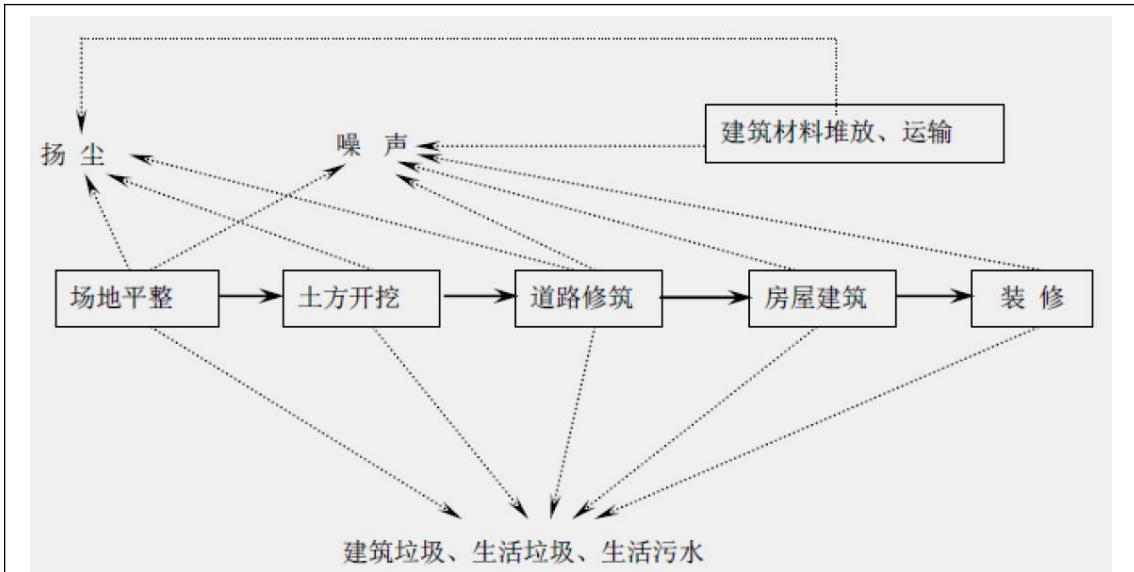 建筑材料堆放、运输
扬 尘
噪 声
场地平整
土方开挖
道路修筑
房屋建筑
装 修
建筑垃圾、生活垃圾、生活污水